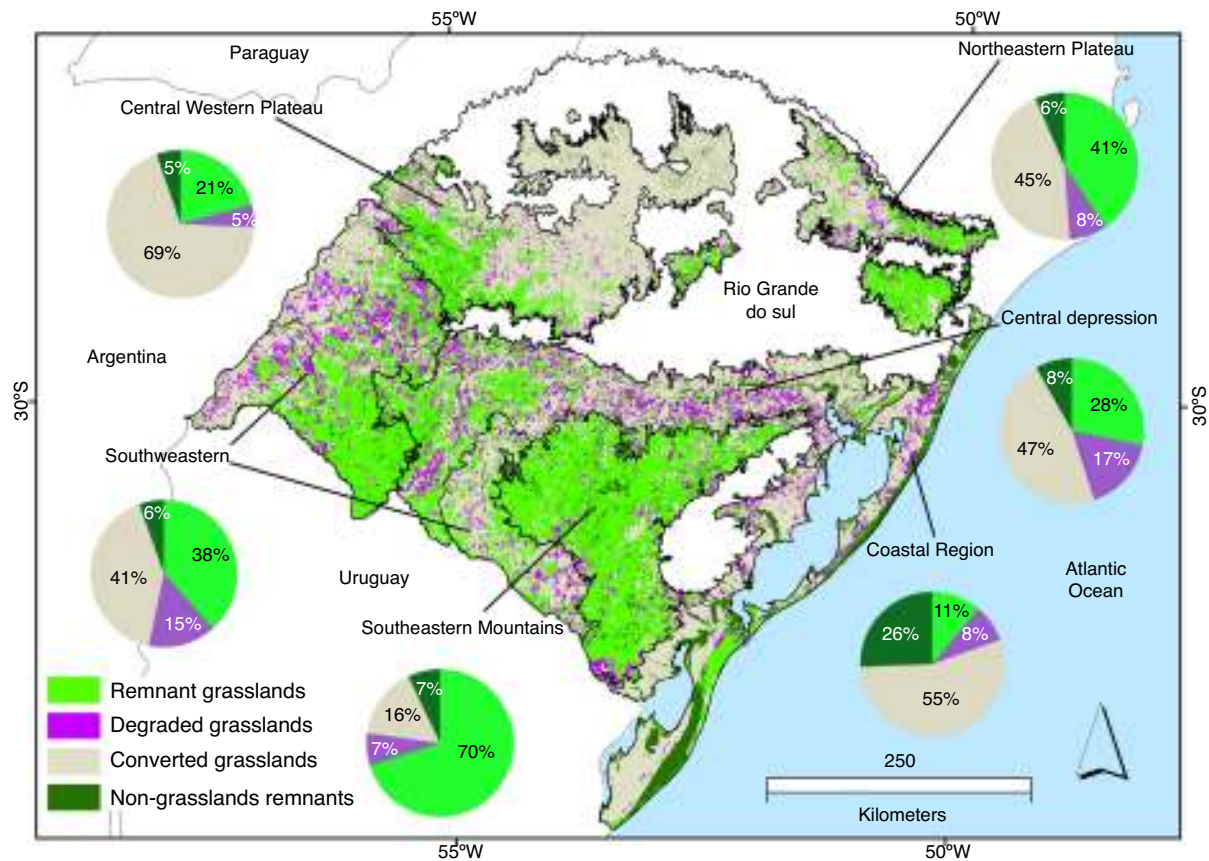 55ºW
50ºW
Paraguay
Northeastern Plateau
Central Western Plateau
6%
41%
45%
8%
5%
21%
5%
69%
Rio Grande
do sul
Central depression
Argentina
30ºS
30ºS
8%
28%
47%
17%
Southweastern
6%
38%
41%
15%
Coastal Region
Uruguay
Atlantic
Ocean
Southeastern Mountains
11%
26%
8%
55%
Remnant grasslands
Degraded grasslands
Converted grasslands
Non-grasslands remnants
7%
16%
7%
70%
250
Kilometers
55ºW
50ºW